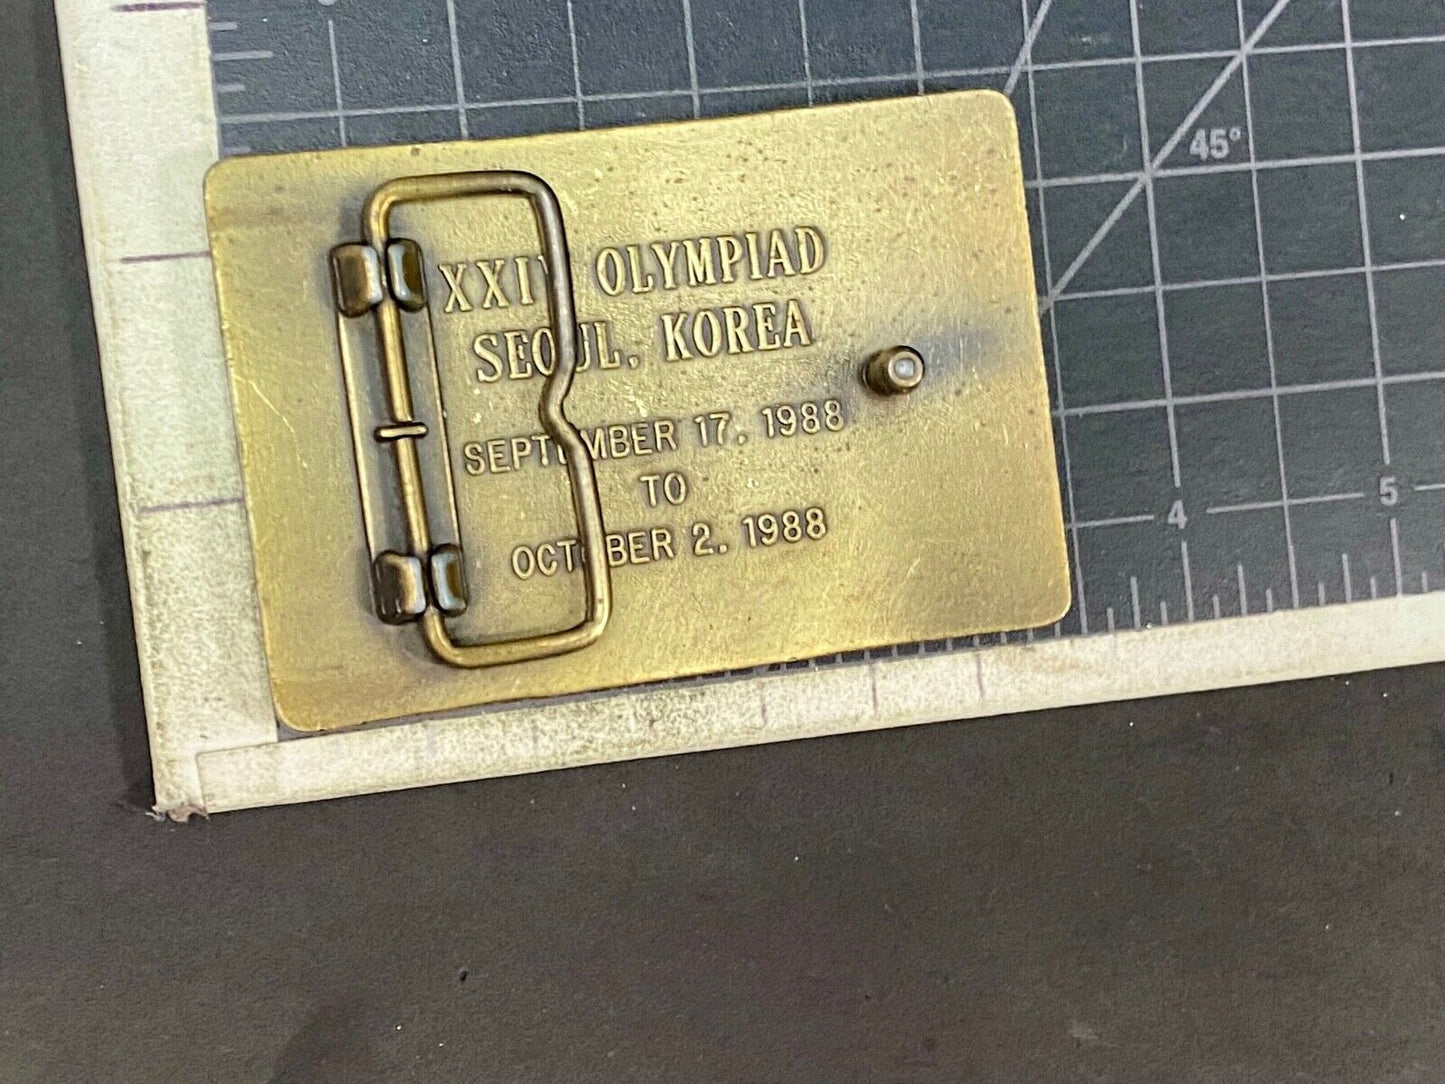 XXIV OLYMPIAD
SEOUL, KOREA
SEPTEMBER 17, 1988
TO
OCTOBER 2, 1988
45°
4
5